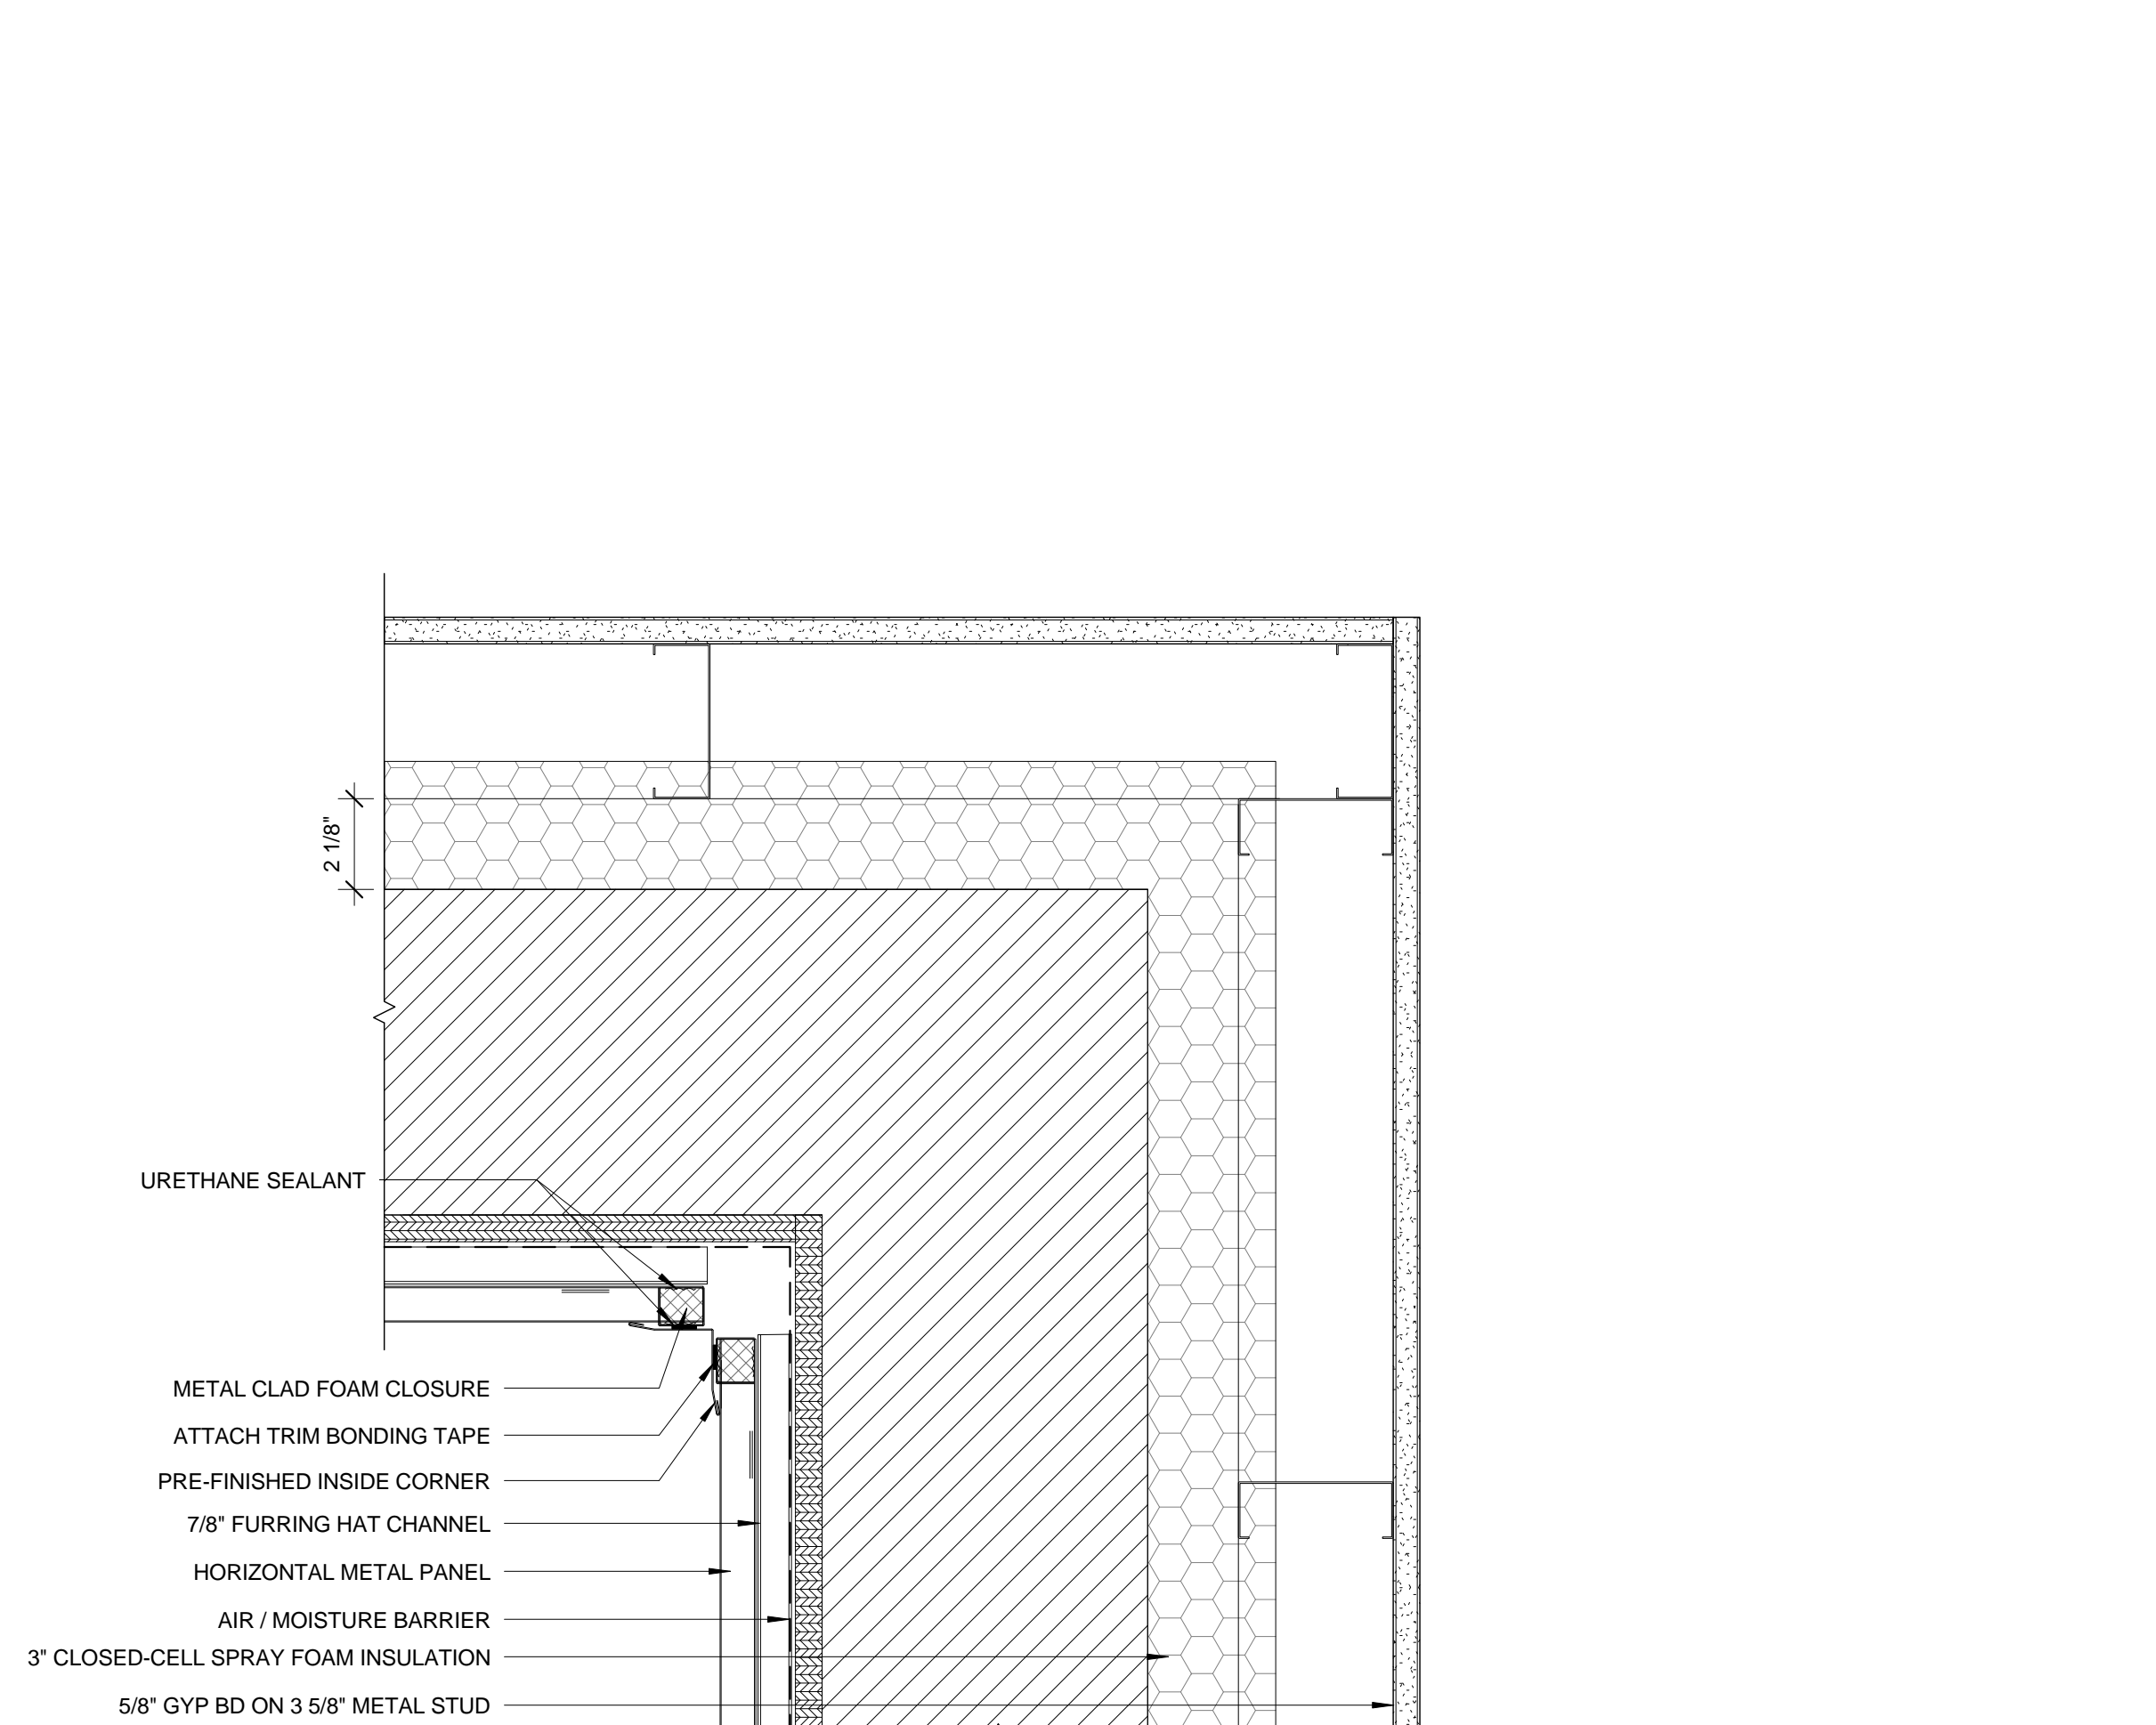 2 1/8"
URETHANE SEALANT
METAL CLAD FOAM CLOSURE
ATTACH TRIM BONDING TAPE
PRE-FINISHED INSIDE CORNER
7/8" FURRING HAT CHANNEL
HORIZONTAL METAL PANEL
AIR / MOISTURE BARRIER
3" CLOSED-CELL SPRAY FOAM INSULATION
5/8" GYP BD ON 3 5/8" METAL STUD